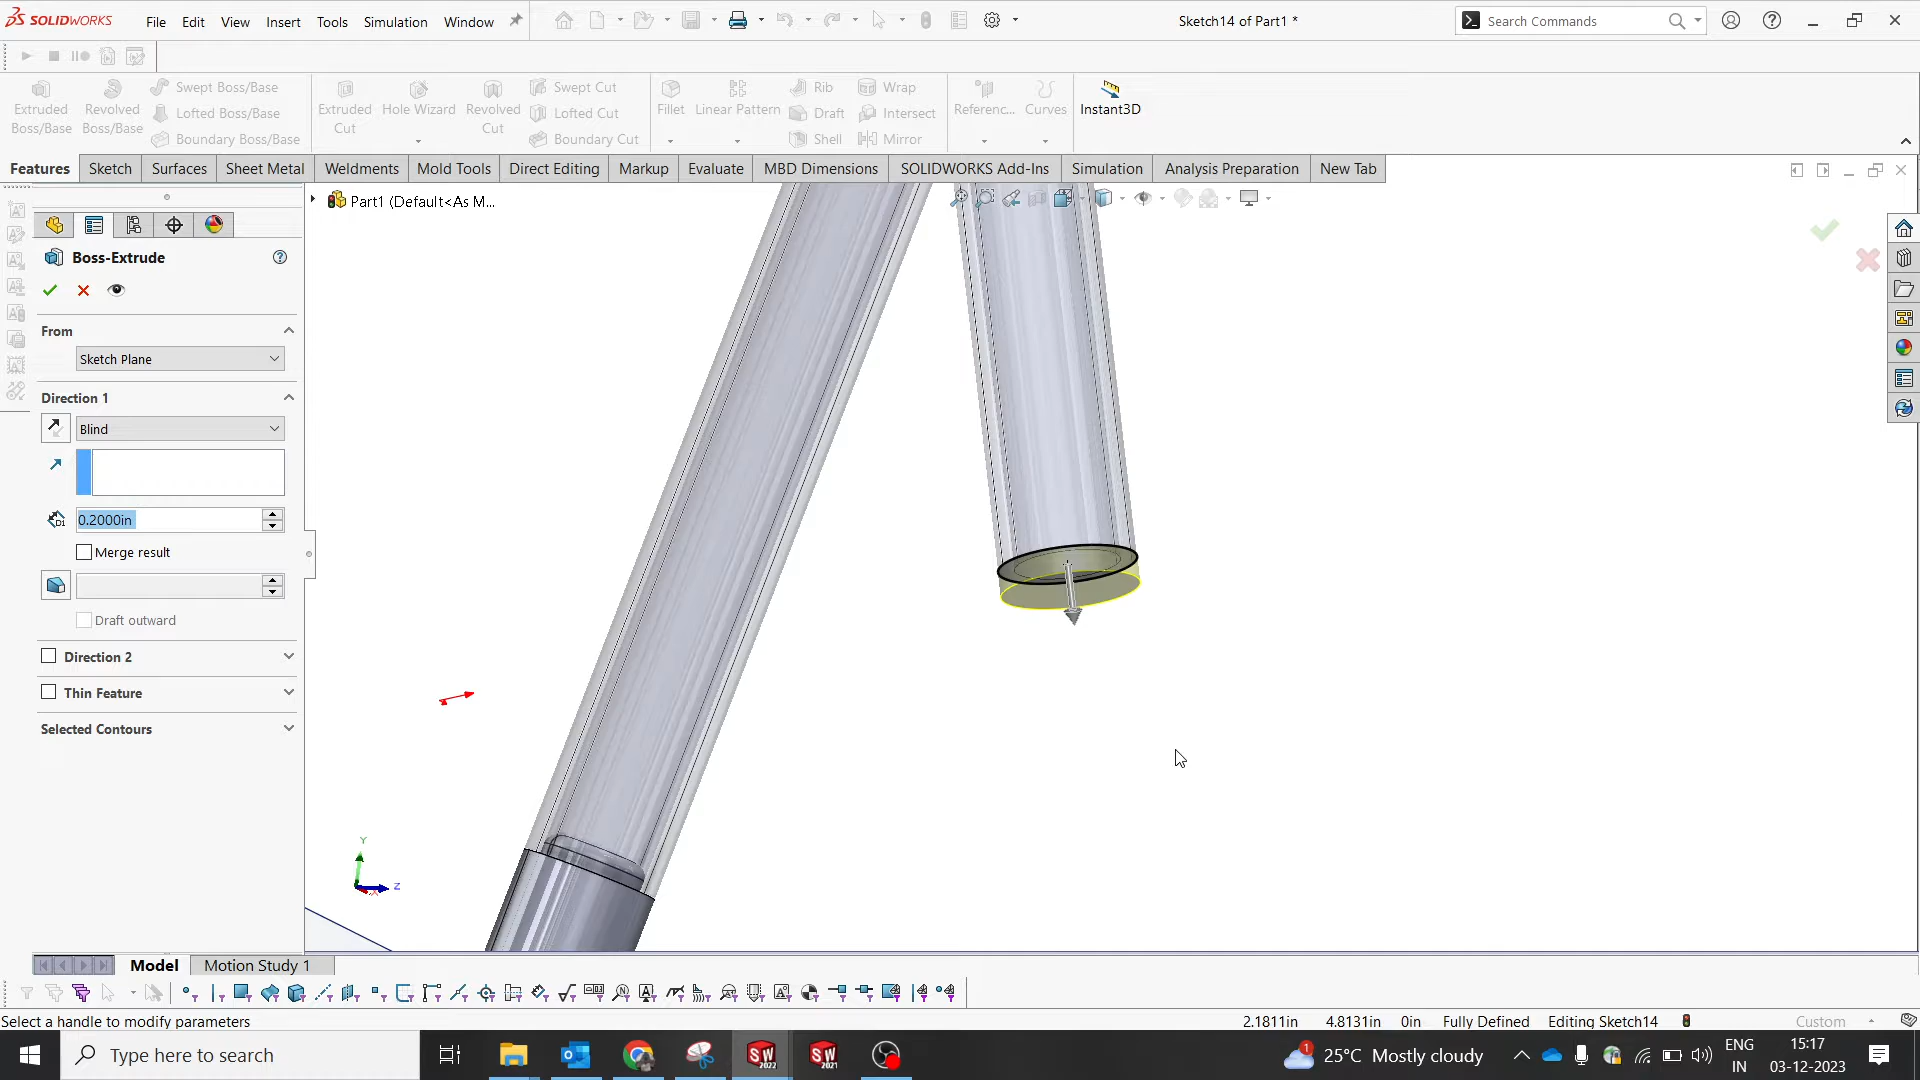 SOLIDWORKS File Edit View Insert Tools Simulation Window Sketch14 of Part1 * Search Commands
Extruded Boss/Base
Revolved Boss/Base
Swept Boss/Base
Lofted Boss/Base
Boundary Boss/Base
Extruded Cut
Hole Wizard
Revolved Cut
Swept Cut
Lofted Cut
Boundary Cut
Fillet
Linear Pattern
Rib
Draft
Shell
Wrap
Intersect
Mirror
Referenc...
Curves
Instant3D
Features Sketch Surfaces Sheet Metal Weldments Mold Tools Direct Editing Markup Evaluate MBD Dimensions SOLIDWORKS Add-Ins Simulation Analysis Preparation New Tab
Part1 (Default<As M...
Boss-Extrude
From
Sketch Plane
Direction 1
Blind
D1 0.2000in
Merge result
Draft outward
Direction 2
Thin Feature
Selected Contours
Y
Z
X
Model Motion Study 1
Select a handle to modify parameters 2.1811in 4.8131in 0in Fully Defined Editing Sketch14 Custom
Type here to search
SW 2022
SW 2021
1
25°C Mostly cloudy
ENG
IN
15:17
03-12-2023